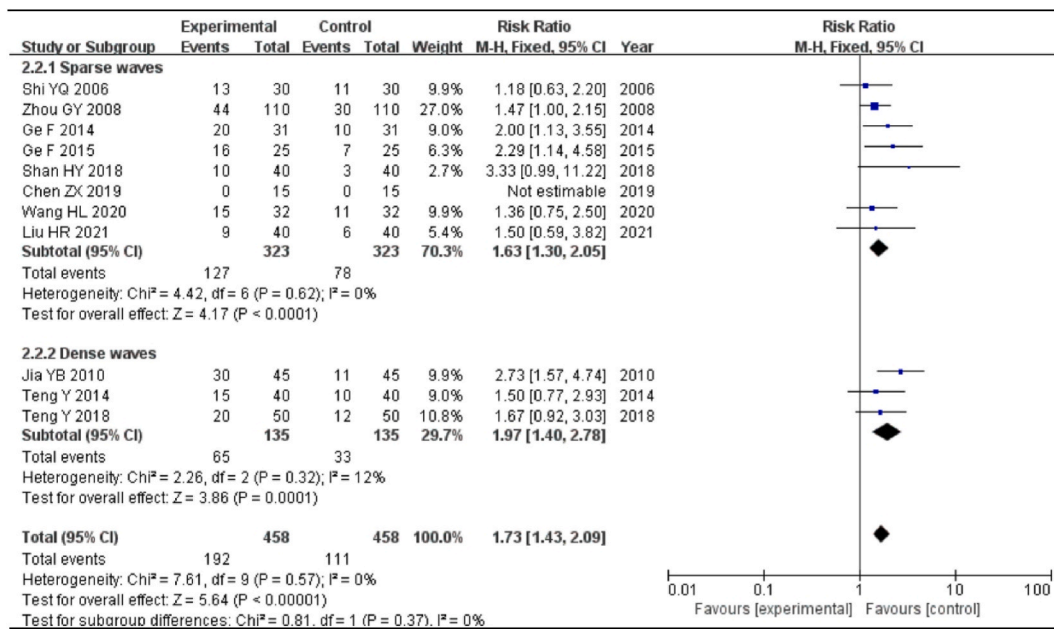 Experimental Control Risk Ratio Risk Ratio
Study or Subgroup Events Total Events Total Weight M-H, Fixed, 95% CI Year M-H, Fixed, 95% CI
2.2.1 Sparse waves
Shi YQ 2006 13 30 11 30 9.9% 1.18 [0.63, 2.20] 2006
Zhou GY 2008 44 110 30 110 27.0% 1.47 [1.00, 2.15] 2008
Ge F 2014 20 31 10 31 9.0% 2.00 [1.13, 3.55] 2014
Ge F 2015 16 25 7 25 6.3% 2.29 [1.14, 4.58] 2015
Shan HY 2018 10 40 3 40 2.7% 3.33 [0.99, 11.22] 2018
Chen ZX 2019 0 15 0 15 Not estimable 2019
Wang HL 2020 15 32 11 32 9.9% 1.36 [0.75, 2.50] 2020
Liu HR 2021 9 40 6 40 5.4% 1.50 [0.59, 3.82] 2021
Subtotal (95% CI) 323 323 70.3% 1.63 [1.30, 2.05]
Total events 127 78
Heterogeneity: Chi² = 4.42, df = 6 (P = 0.62); I² = 0%
Test for overall effect: Z = 4.17 (P < 0.0001)
2.2.2 Dense waves
Jia YB 2010 30 45 11 45 9.9% 2.73 [1.57, 4.74] 2010
Teng Y 2014 15 40 10 40 9.0% 1.50 [0.77, 2.93] 2014
Teng Y 2018 20 50 12 50 10.8% 1.67 [0.92, 3.03] 2018
Subtotal (95% CI) 135 135 29.7% 1.97 [1.40, 2.78]
Total events 65 33
Heterogeneity: Chi² = 2.26, df = 2 (P = 0.32); I² = 12%
Test for overall effect: Z = 3.86 (P = 0.0001)
Total (95% CI) 458 458 100.0% 1.73 [1.43, 2.09]
Total events 192 111
Heterogeneity: Chi² = 7.61, df = 9 (P = 0.57); I² = 0%
Test for overall effect: Z = 5.64 (P < 0.00001)
Test for subgroup differences: Chi² = 0.81, df = 1 (P = 0.37), I² = 0%
0.01 0.1 1 10 100
Favours [experimental] Favours [control]